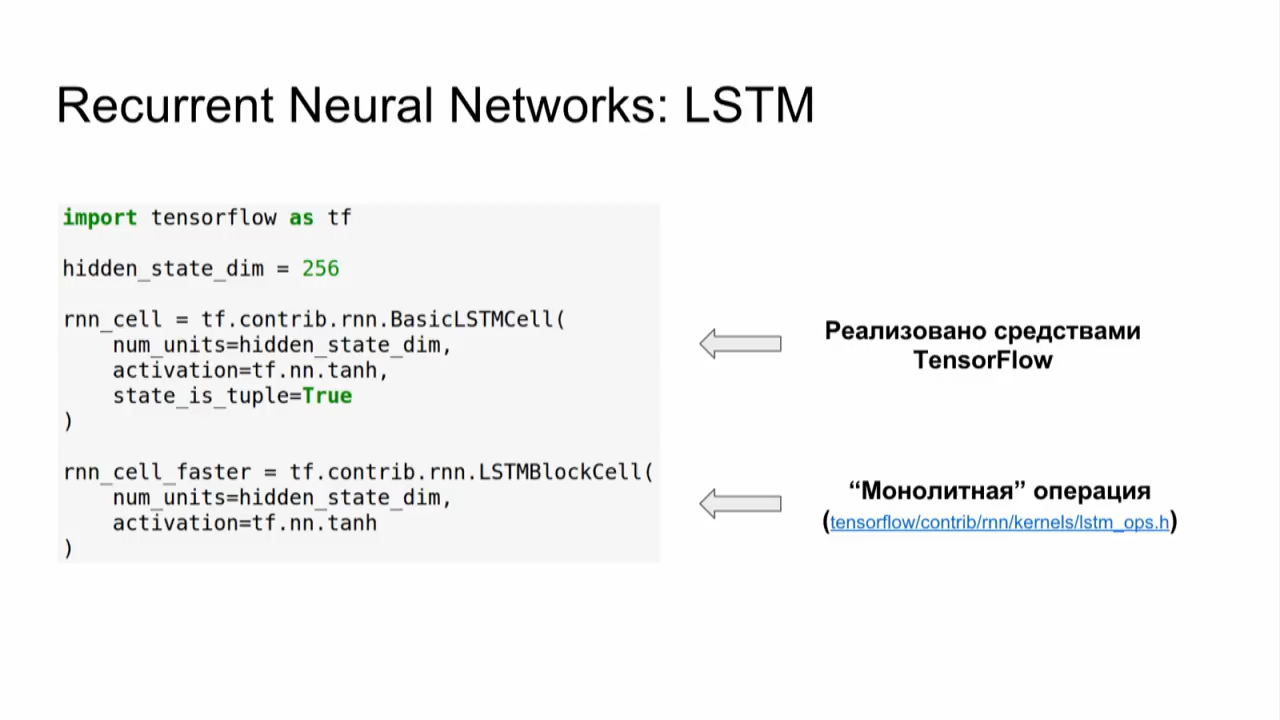 Recurrent Neural Networks: LSTM
import tensorflow as tf
hidden_state_dim = 256
rnn_cell = tf.contrib.rnn.BasicLSTMCell(
    num_units=hidden_state_dim,
    activation=tf.nn.tanh,
    state_is_tuple=True
)
rnn_cell_faster = tf.contrib.rnn.LSTMBlockCell(
    num_units=hidden_state_dim,
    activation=tf.nn.tanh
)
Реализовано средствами
TensorFlow
“Монолитная” операция
(tensorflow/contrib/rnn/kernels/lstm_ops.h)